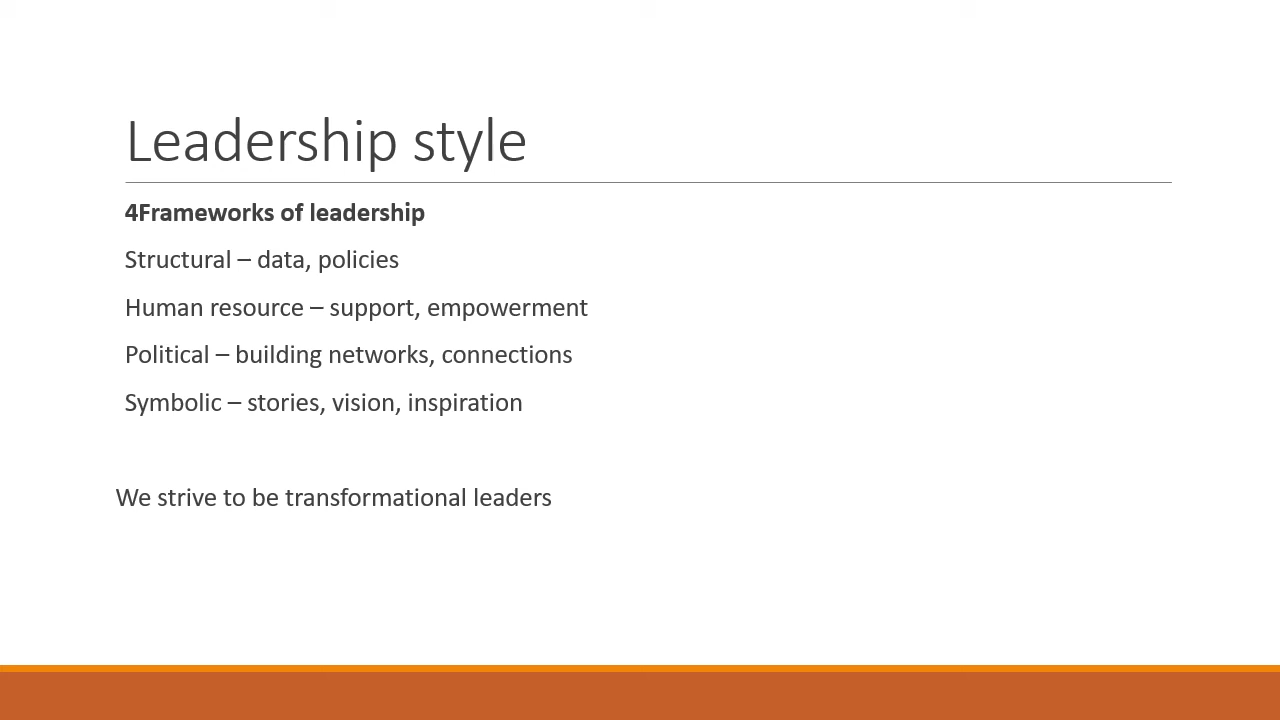 Leadership style
4Frameworks of leadership
Structural – data, policies
Human resource – support, empowerment
Political – building networks, connections
Symbolic – stories, vision, inspiration
We strive to be transformational leaders